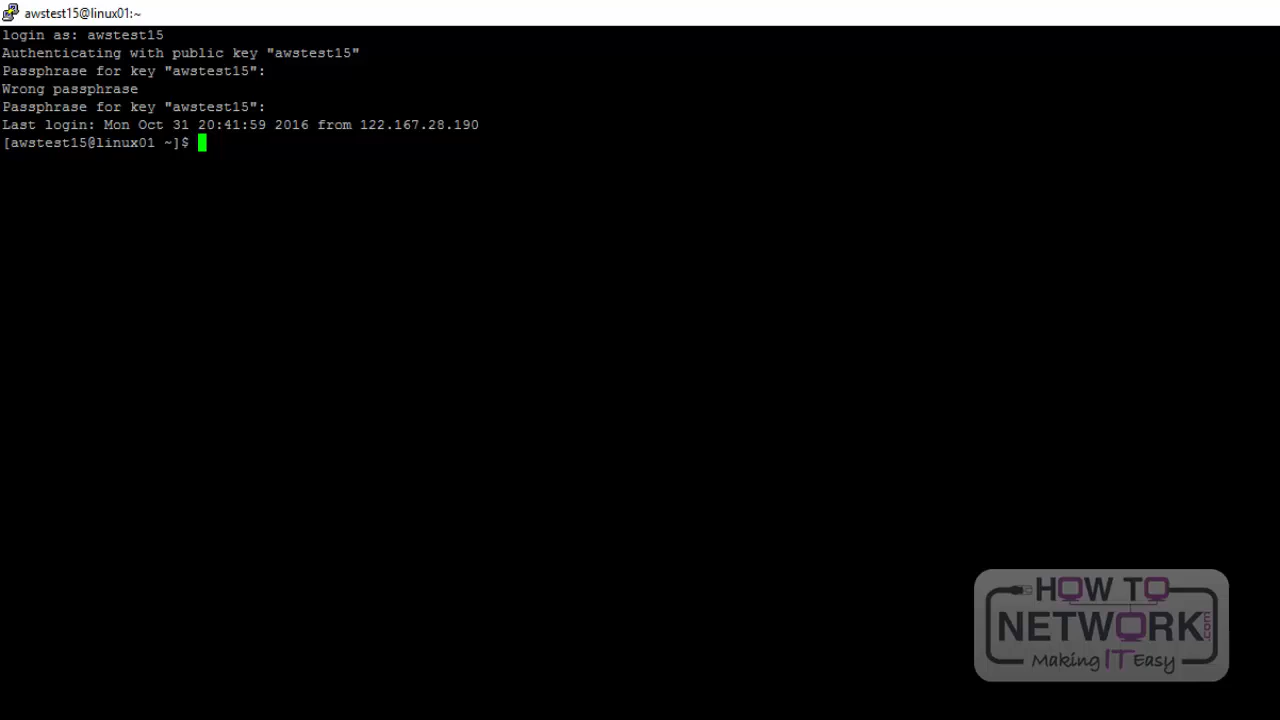 awstest15@linux01:~
login as: awstest15
Authenticating with public key "awstest15"
Passphrase for key "awstest15":
Wrong passphrase
Passphrase for key "awstest15":
Last login: Mon Oct 31 20:41:59 2016 from 122.167.28.190
[awstest15@linux01 ~]$
HOW TO
NETWORK.com
Making IT Easy